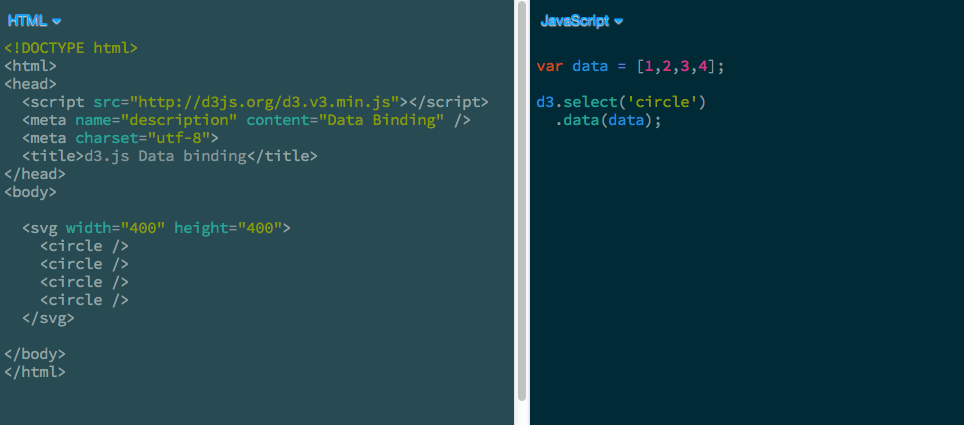 HTML
<!DOCTYPE html>
<html>
<head>
  <script src="http://d3js.org/d3.v3.min.js"></script>
  <meta name="description" content="Data Binding" />
  <meta charset="utf-8">
  <title>d3.js Data binding</title>
</head>
<body>
  <svg width="400" height="400">
    <circle />
    <circle />
    <circle />
    <circle />
  </svg>
</body>
</html>
JavaScript
var data = [1,2,3,4];
d3.select('circle')
  .data(data);